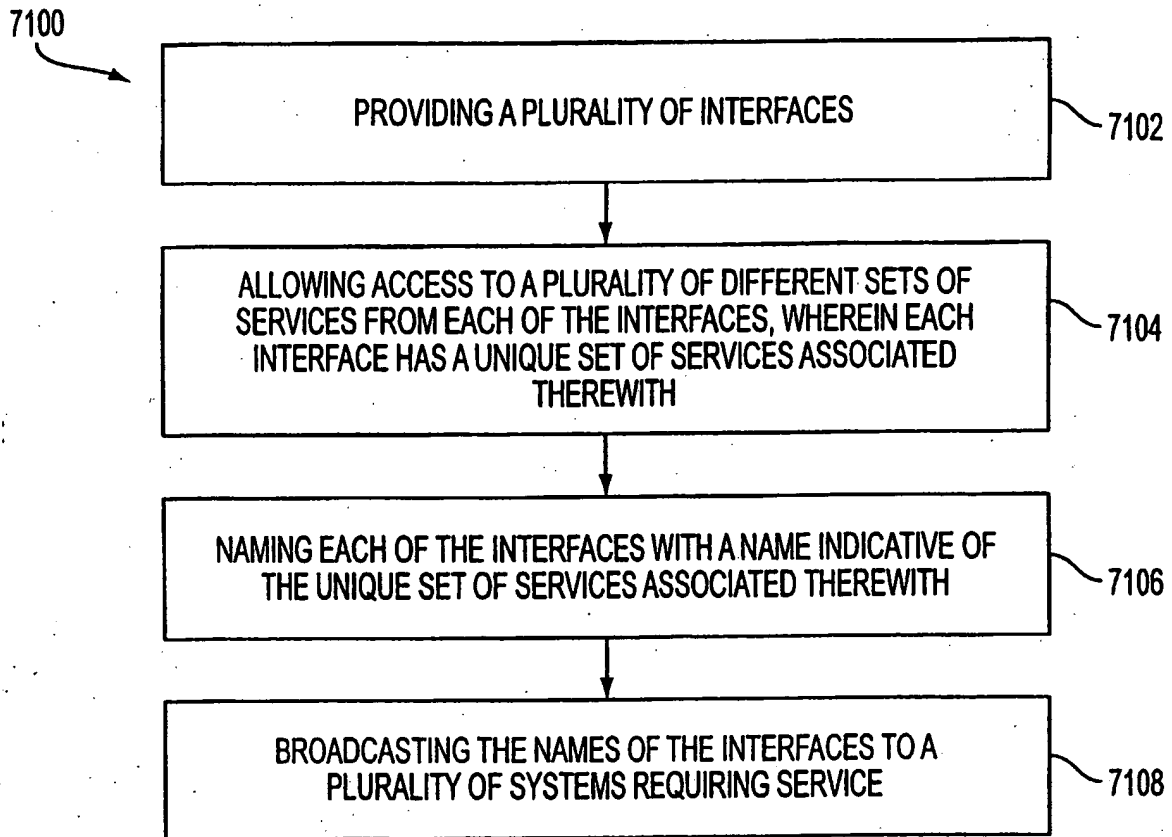 7100
PROVIDING A PLURALITY OF INTERFACES
7102
ALLOWING ACCESS TO A PLURALITY OF DIFFERENT SETS OF
SERVICES FROM EACH OF THE INTERFACES, WHEREIN EACH
INTERFACE HAS A UNIQUE SET OF SERVICES ASSOCIATED
THEREWITH
7104
NAMING EACH OF THE INTERFACES WITH A NAME INDICATIVE OF
THE UNIQUE SET OF SERVICES ASSOCIATED THEREWITH
7106
BROADCASTING THE NAMES OF THE INTERFACES TO A
PLURALITY OF SYSTEMS REQUIRING SERVICE
7108